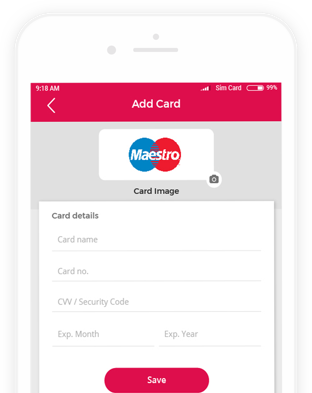 9:18 AM Sim Card 99%
Add Card
Maestro
Card Image
Card details
Card name
Card no.
CVV / Security Code
Exp. Month Exp. Year
Save